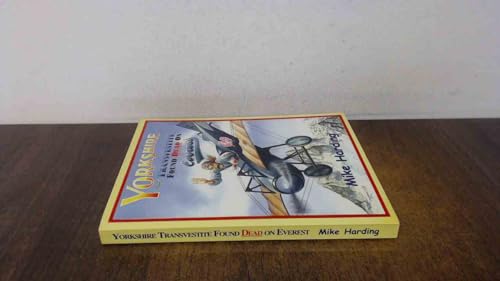 YORKSHIRE
TRANSVESTITE
FOUND DEAD ON
Mike Harding
YORKSHIRE TRANSVESTITE FOUND DEAD ON EVEREST Mike Harding